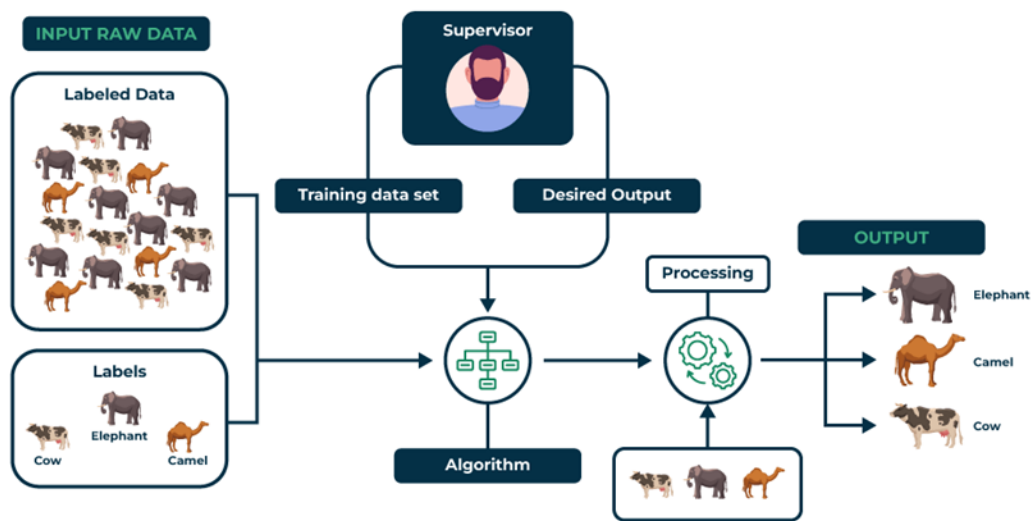 INPUT RAW DATA
Labeled Data
Labels
Elephant
Cow
Camel
Supervisor
Training data set
Desired Output
Algorithm
Processing
OUTPUT
Elephant
Camel
Cow